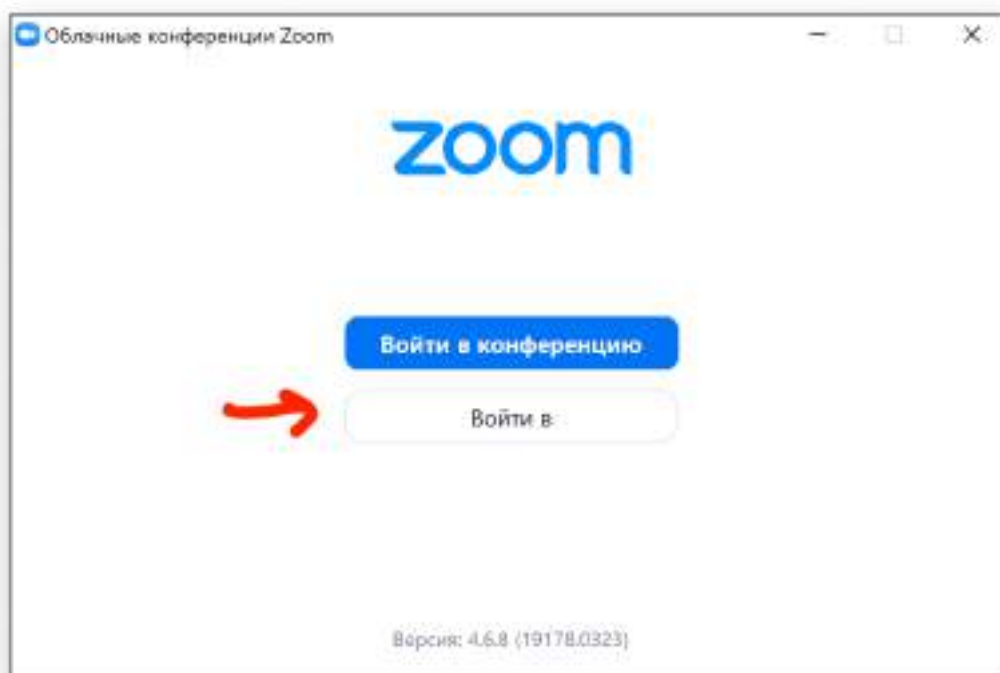 Облачные конференции Zoom
zoom
Войти в конференцию
Войти в
Версия: 4.6.8 (19178.0323)